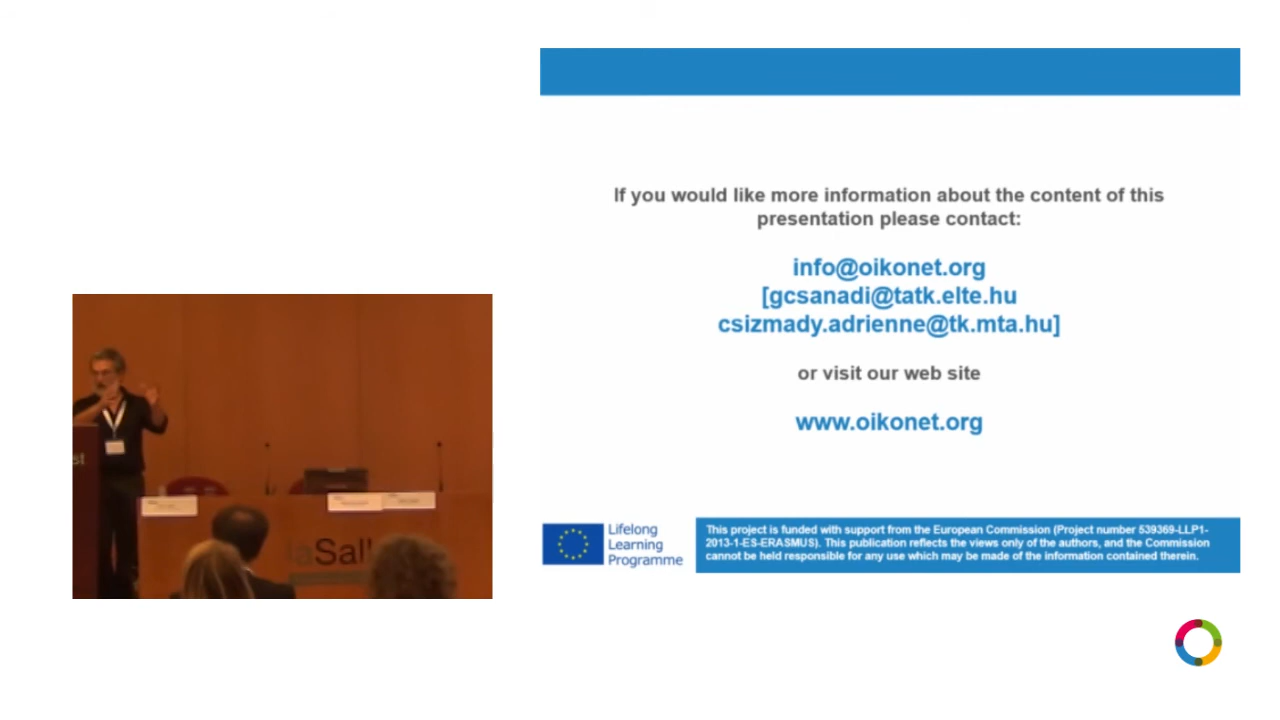 If you would like more information about the content of this
presentation please contact:
info@oikonet.org
[gcsanadi@tatk.elte.hu
csizmady.adrienne@tk.mta.hu]
or visit our web site
www.oikonet.org
Lifelong
Learning
Programme
This project is funded with support from the European Commission (Project number 539369-LLP1-
2013-1-ES-ERASMUS). This publication reflects the views only of the authors, and the Commission
cannot be held responsible for any use which may be made of the information contained therein.
st
laSall